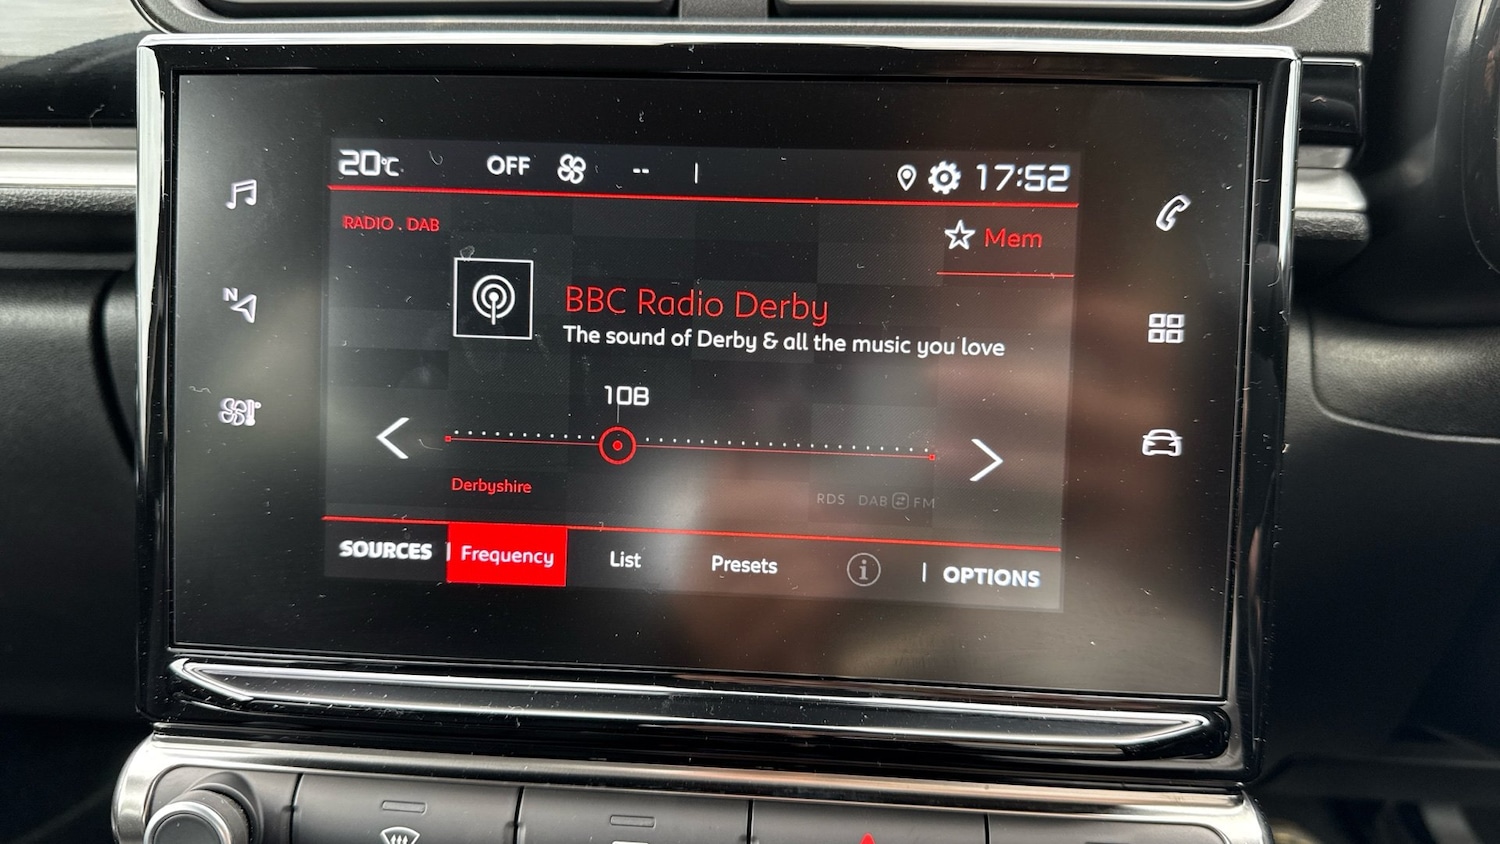 20°C OFF -- 17:52
RADIO . DAB
Mem
BBC Radio Derby
The sound of Derby & all the music you love
10B
Derbyshire
RDS DAB FM
SOURCES Frequency List Presets i OPTIONS
N